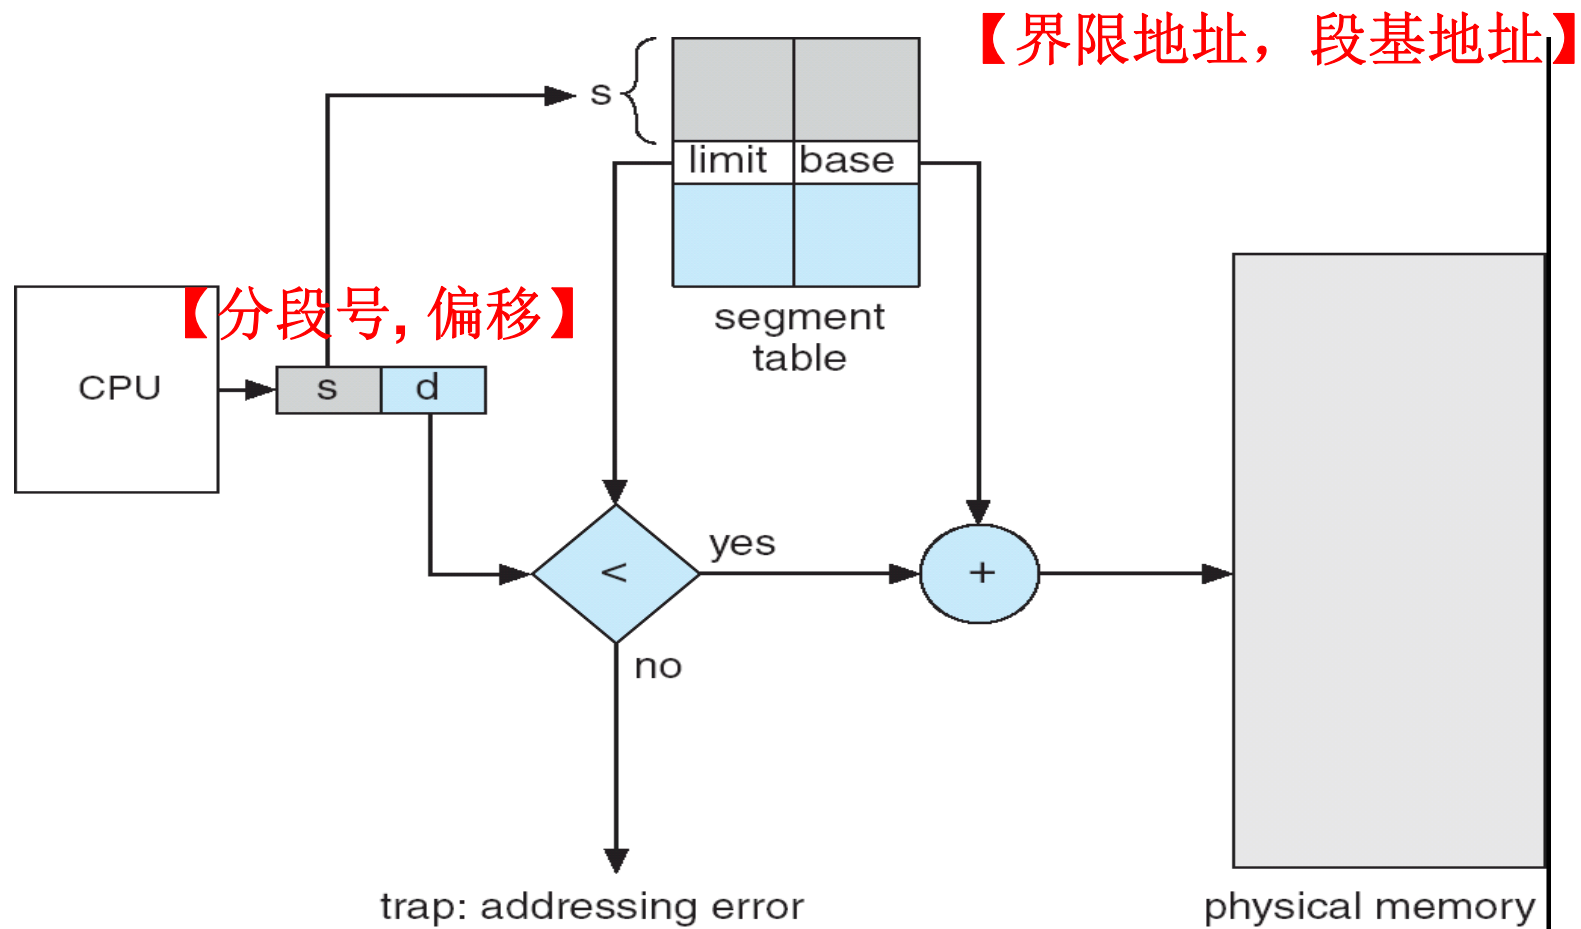 【界限地址，段基地址】
s
limit base
【分段号, 偏移】
segment
table
CPU
s d
yes
<
+
no
trap: addressing error
physical memory